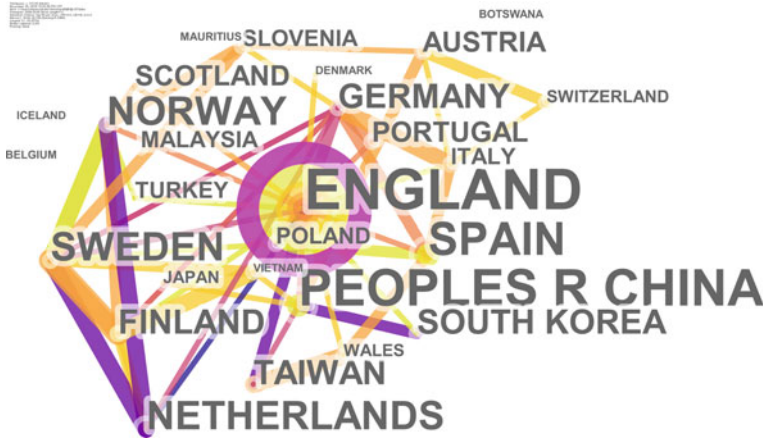 BOTSWANA
MAURITIUS
SLOVENIA
AUSTRIA
SCOTLAND
DENMARK
GERMANY
SWITZERLAND
NORWAY
ICELAND
PORTUGAL
MALAYSIA
ITALY
BELGIUM
TURKEY
ENGLAND
POLAND
SPAIN
SWEDEN
VIETNAM
JAPAN
PEOPLES R CHINA
FINLAND
SOUTH KOREA
WALES
TAIWAN
NETHERLANDS